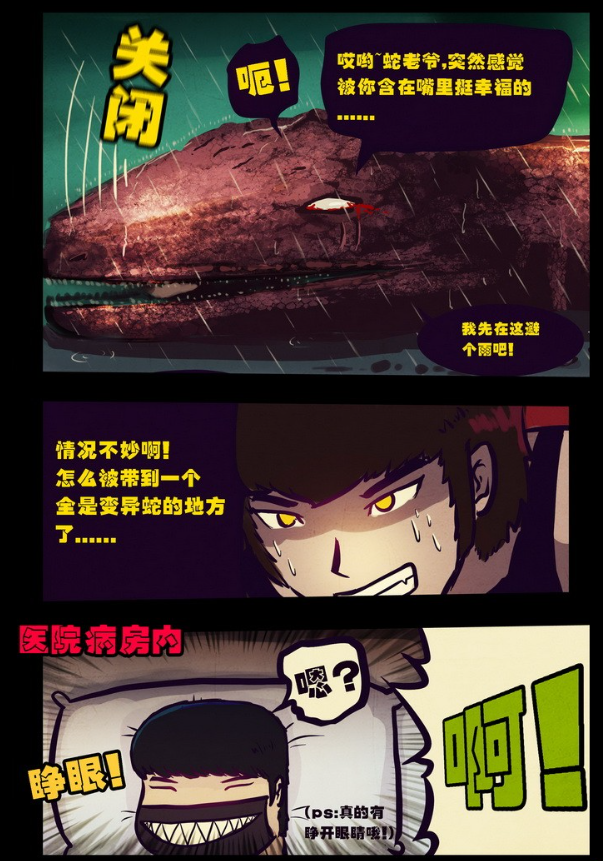 关闭
呃!
哎哟~蛇老爷,突然感觉
被你含在嘴里挺幸福的
......
我先在这避
个雨吧!
情况不妙啊!
怎么被带到一个
全是变异蛇的地方
了......
医院病房内
嗯?
啊!
睁眼!
(ps:真的有
睁开眼睛哦!)